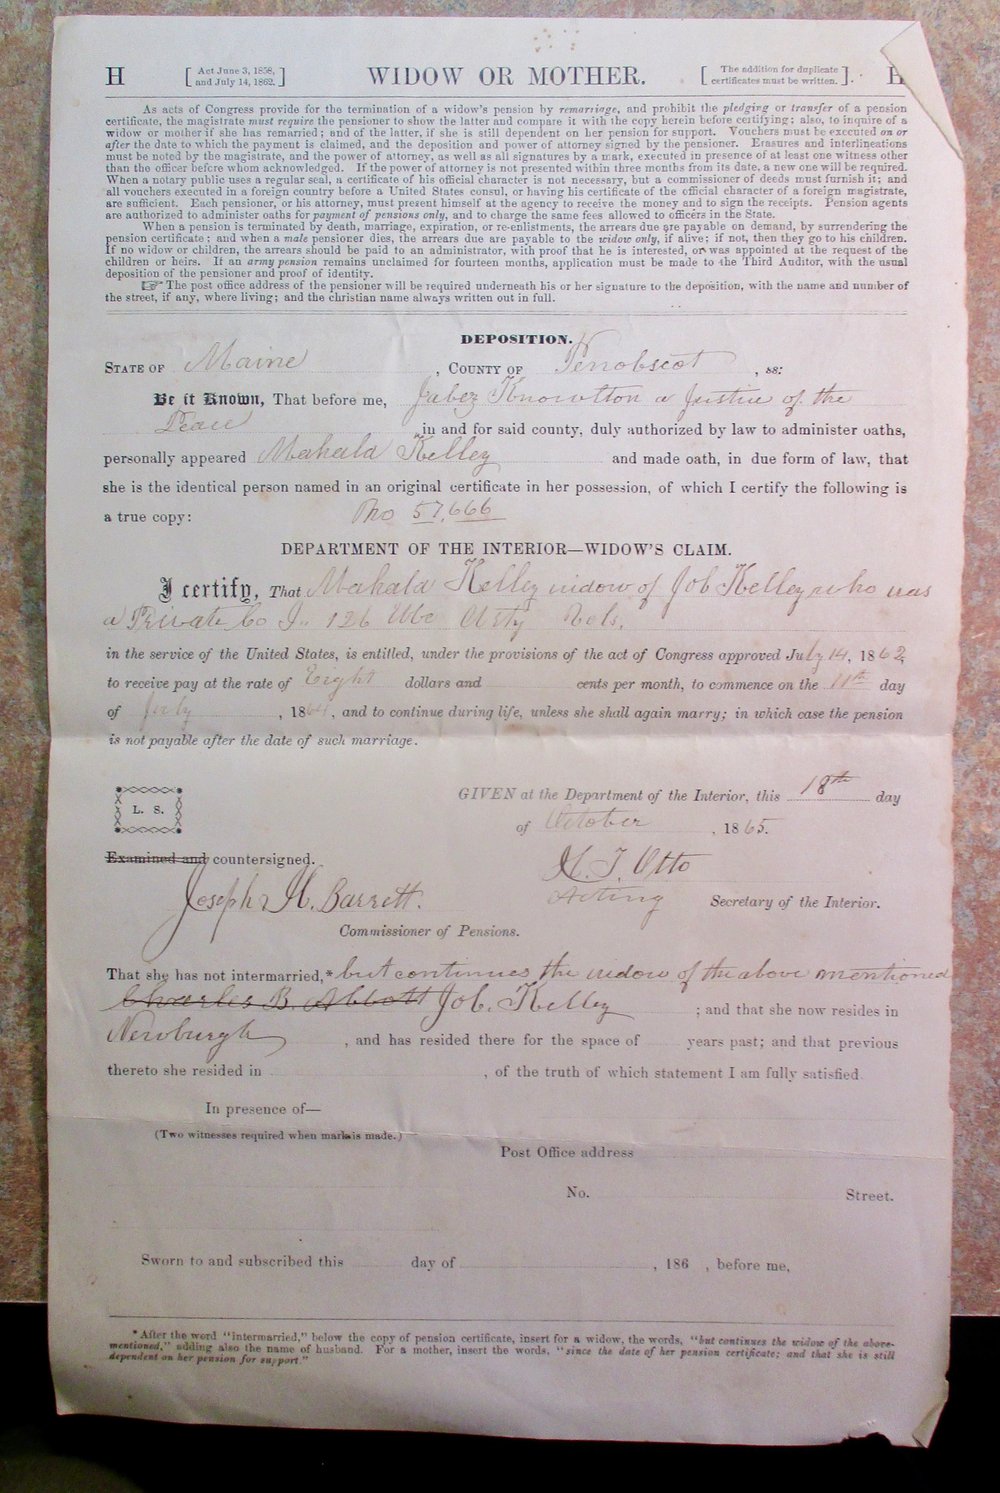 H [ Act June 3, 1858, and July 14, 1862. ] WIDOW OR MOTHER. [ The addition for duplicate certificates must be written. ]. H
As acts of Congress provide for the termination of a widow's pension by remarriage, and prohibit the pledging or transfer of a pension
certificate, the magistrate must require the pensioner to show the latter and compare it with the copy herein before certifying; also, to inquire of a
widow or mother if she has remarried; and of the latter, if she is still dependent on her pension for support. Vouchers must be executed on or
after the date to which the payment is claimed, and the deposition and power of attorney signed by the pensioner. Erasures and interlineations
must be noted by the magistrate, and the power of attorney, as well as all signatures by a mark, executed in presence of at least one witness other
than the officer before whom acknowledged. If the power of attorney is not presented within three months from its date, a new one will be required.
When a notary public uses a regular seal, a certificate of his official character is not necessary, but a commissioner of deeds must furnish it; and
all vouchers executed in a foreign country before a United States consul, or having his certificate of the official character of a foreign magistrate,
are sufficient. Each pensioner, or his attorney, must present himself at the agency to receive the money and to sign the receipts. Pension agents
are authorized to administer oaths for payment of pensions only, and to charge the same fees allowed to officers in the State.
When a pension is terminated by death, marriage, expiration, or re-enlistments, the arrears due are payable on demand, by surrendering the
pension certificate; and when a male pensioner dies, the arrears due are payable to the widow only, if alive; if not, then they go to his children.
If no widow or children, the arrears should be paid to an administrator, with proof that he is interested, or was appointed at the request of the
children or heirs. If an army pension remains unclaimed for fourteen months, application must be made to the Third Auditor, with the usual
deposition of the pensioner and proof of identity.
☞ The post office address of the pensioner will be required underneath his or her signature to the deposition, with the name and number of
the street, if any, where living; and the christian name always written out in full.
DEPOSITION.
STATE OF Maine, COUNTY OF Penobscot, ss:
Be it Known, That before me, Jabez Knowlton a Justice of the
Peace in and for said county, duly authorized by law to administer oaths,
personally appeared Mahala Kelley and made oath, in due form of law, that
she is the identical person named in an original certificate in her possession, of which I certify the following is
a true copy: No 57,666
DEPARTMENT OF THE INTERIOR—WIDOW'S CLAIM.
I certify, That Mahala Kelley widow of Job Kelley who was
a Private Co I 126 Arty Vols.
in the service of the United States, is entitled, under the provisions of the act of Congress approved July 14, 1862,
to receive pay at the rate of Eight dollars and cents per month, to commence on the 11th day
of July, 1864, and to continue during life, unless she shall again marry; in which case the pension
is not payable after the date of such marriage.
L. S.
GIVEN at the Department of the Interior, this 18th day
of October, 1865.
Examined and countersigned.
W. T. Otto
Joseph H. Barrett.
Acting Secretary of the Interior.
Commissioner of Pensions.
That she has not intermarried,* but continues the widow of the above mentioned
Charles B. Abbott Job. Kelley ; and that she now resides in
Newburgh, and has resided there for the space of years past; and that previous
thereto she resided in , of the truth of which statement I am fully satisfied.
In presence of—
(Two witnesses required when mark is made.)
Post Office address
No. Street.
Sworn to and subscribed this day of , 186 , before me,
*After the word "intermarried," below the copy of pension certificate, insert for a widow, the words, "but continues the widow of the above-
mentioned," adding also the name of husband. For a mother, insert the words, "since the date of her pension certificate; and that she is still
dependent on her pension for support."